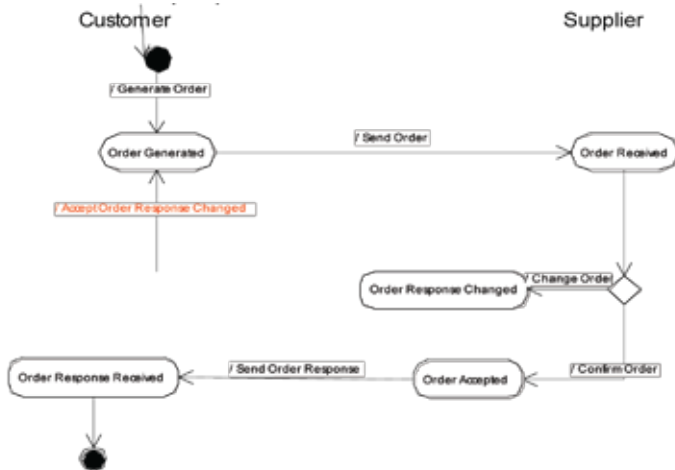 Customer
Supplier
/ Generate Order
Order Generated
/ Send Order
Order Received
/ Accept Order Response Changed
/ Change Order
Order Response Changed
/ Send Order Response
/ Confirm Order
Order Response Received
Order Accepted